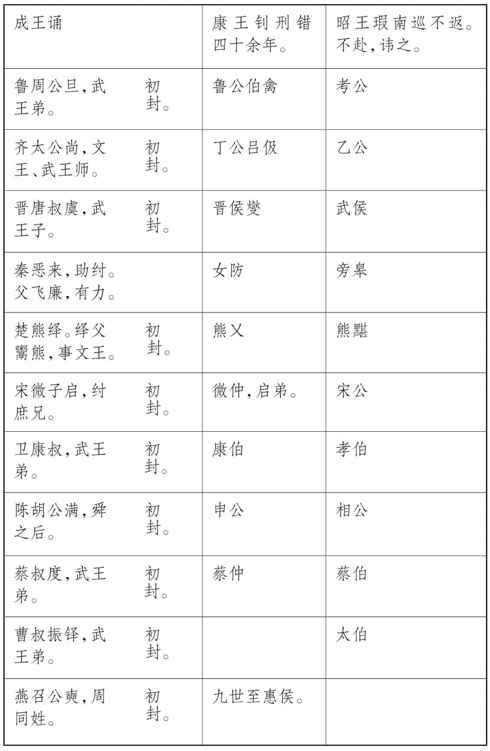 成王诵
康王钊刑错
四十余年。
昭王瑕南巡不返。
不赴，讳之。
鲁周公旦，武
王弟。
初
封。
鲁公伯禽
考公
齐太公尚，文
王、武王师。
初
封。
丁公吕伋
乙公
晋唐叔虞，武
王子。
初
封。
晋侯燮
武侯
秦恶来，助纣。
父飞廉，有力。
女防
旁皋
楚熊绎。绎父
鬻熊，事文王。
初
封。
熊乂
熊䵣
宋微子启，纣
庶兄。
初
封。
微仲，启弟。
宋公
卫康叔，武王
弟。
初
封。
康伯
孝伯
陈胡公满，舜
之后。
初
封。
申公
相公
蔡叔度，武王
弟。
初
封。
蔡仲
蔡伯
曹叔振铎，武
王弟。
初
封。
太伯
燕召公奭，周
同姓。
初
封。
九世至惠侯。